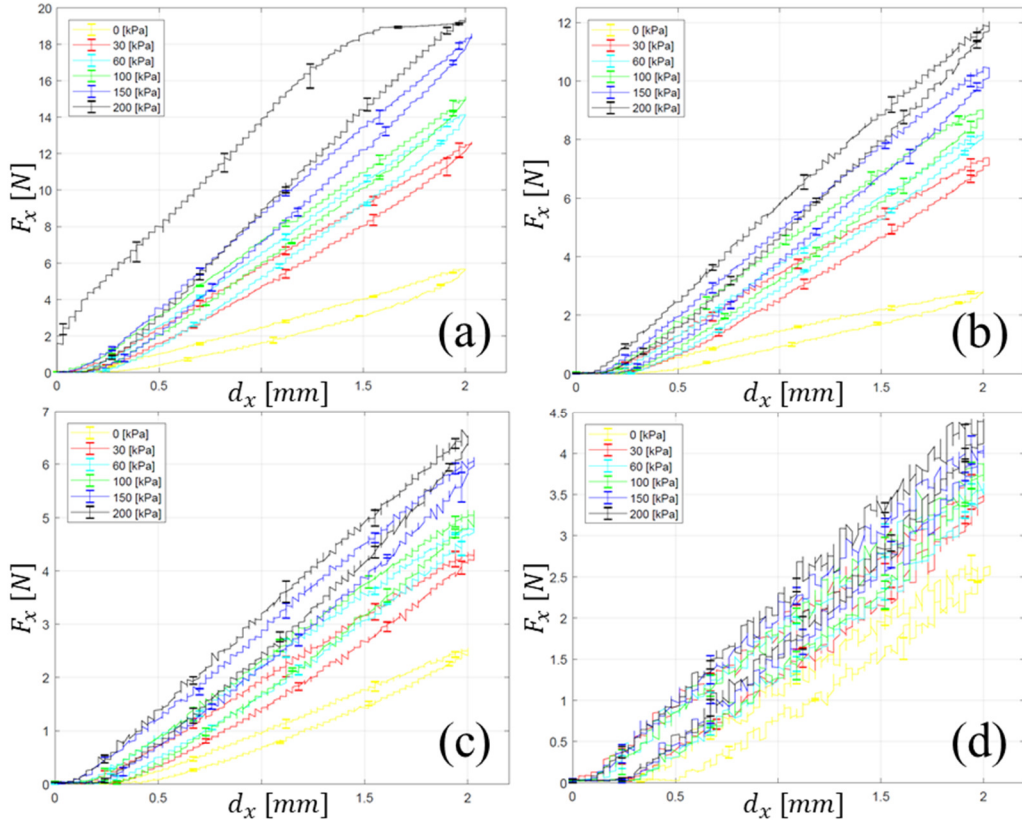 20
18
16
14
12
10
8
6
4
2
0
F_x [N]
0 [kPa]
30 [kPa]
60 [kPa]
100 [kPa]
150 [kPa]
200 [kPa]
(a)
0 0.5 1 1.5 2
d_x [mm]
12
10
8
6
4
2
0
F_x [N]
0 [kPa]
30 [kPa]
60 [kPa]
100 [kPa]
150 [kPa]
200 [kPa]
(b)
0 0.5 1 1.5 2
d_x [mm]
7
6
5
4
3
2
1
0
F_x [N]
0 [kPa]
30 [kPa]
60 [kPa]
100 [kPa]
150 [kPa]
200 [kPa]
(c)
0 0.5 1 1.5 2
d_x [mm]
4.5
4
3.5
3
2.5
2
1.5
1
0.5
0
F_x [N]
0 [kPa]
30 [kPa]
60 [kPa]
100 [kPa]
150 [kPa]
200 [kPa]
(d)
0 0.5 1 1.5 2
d_x [mm]